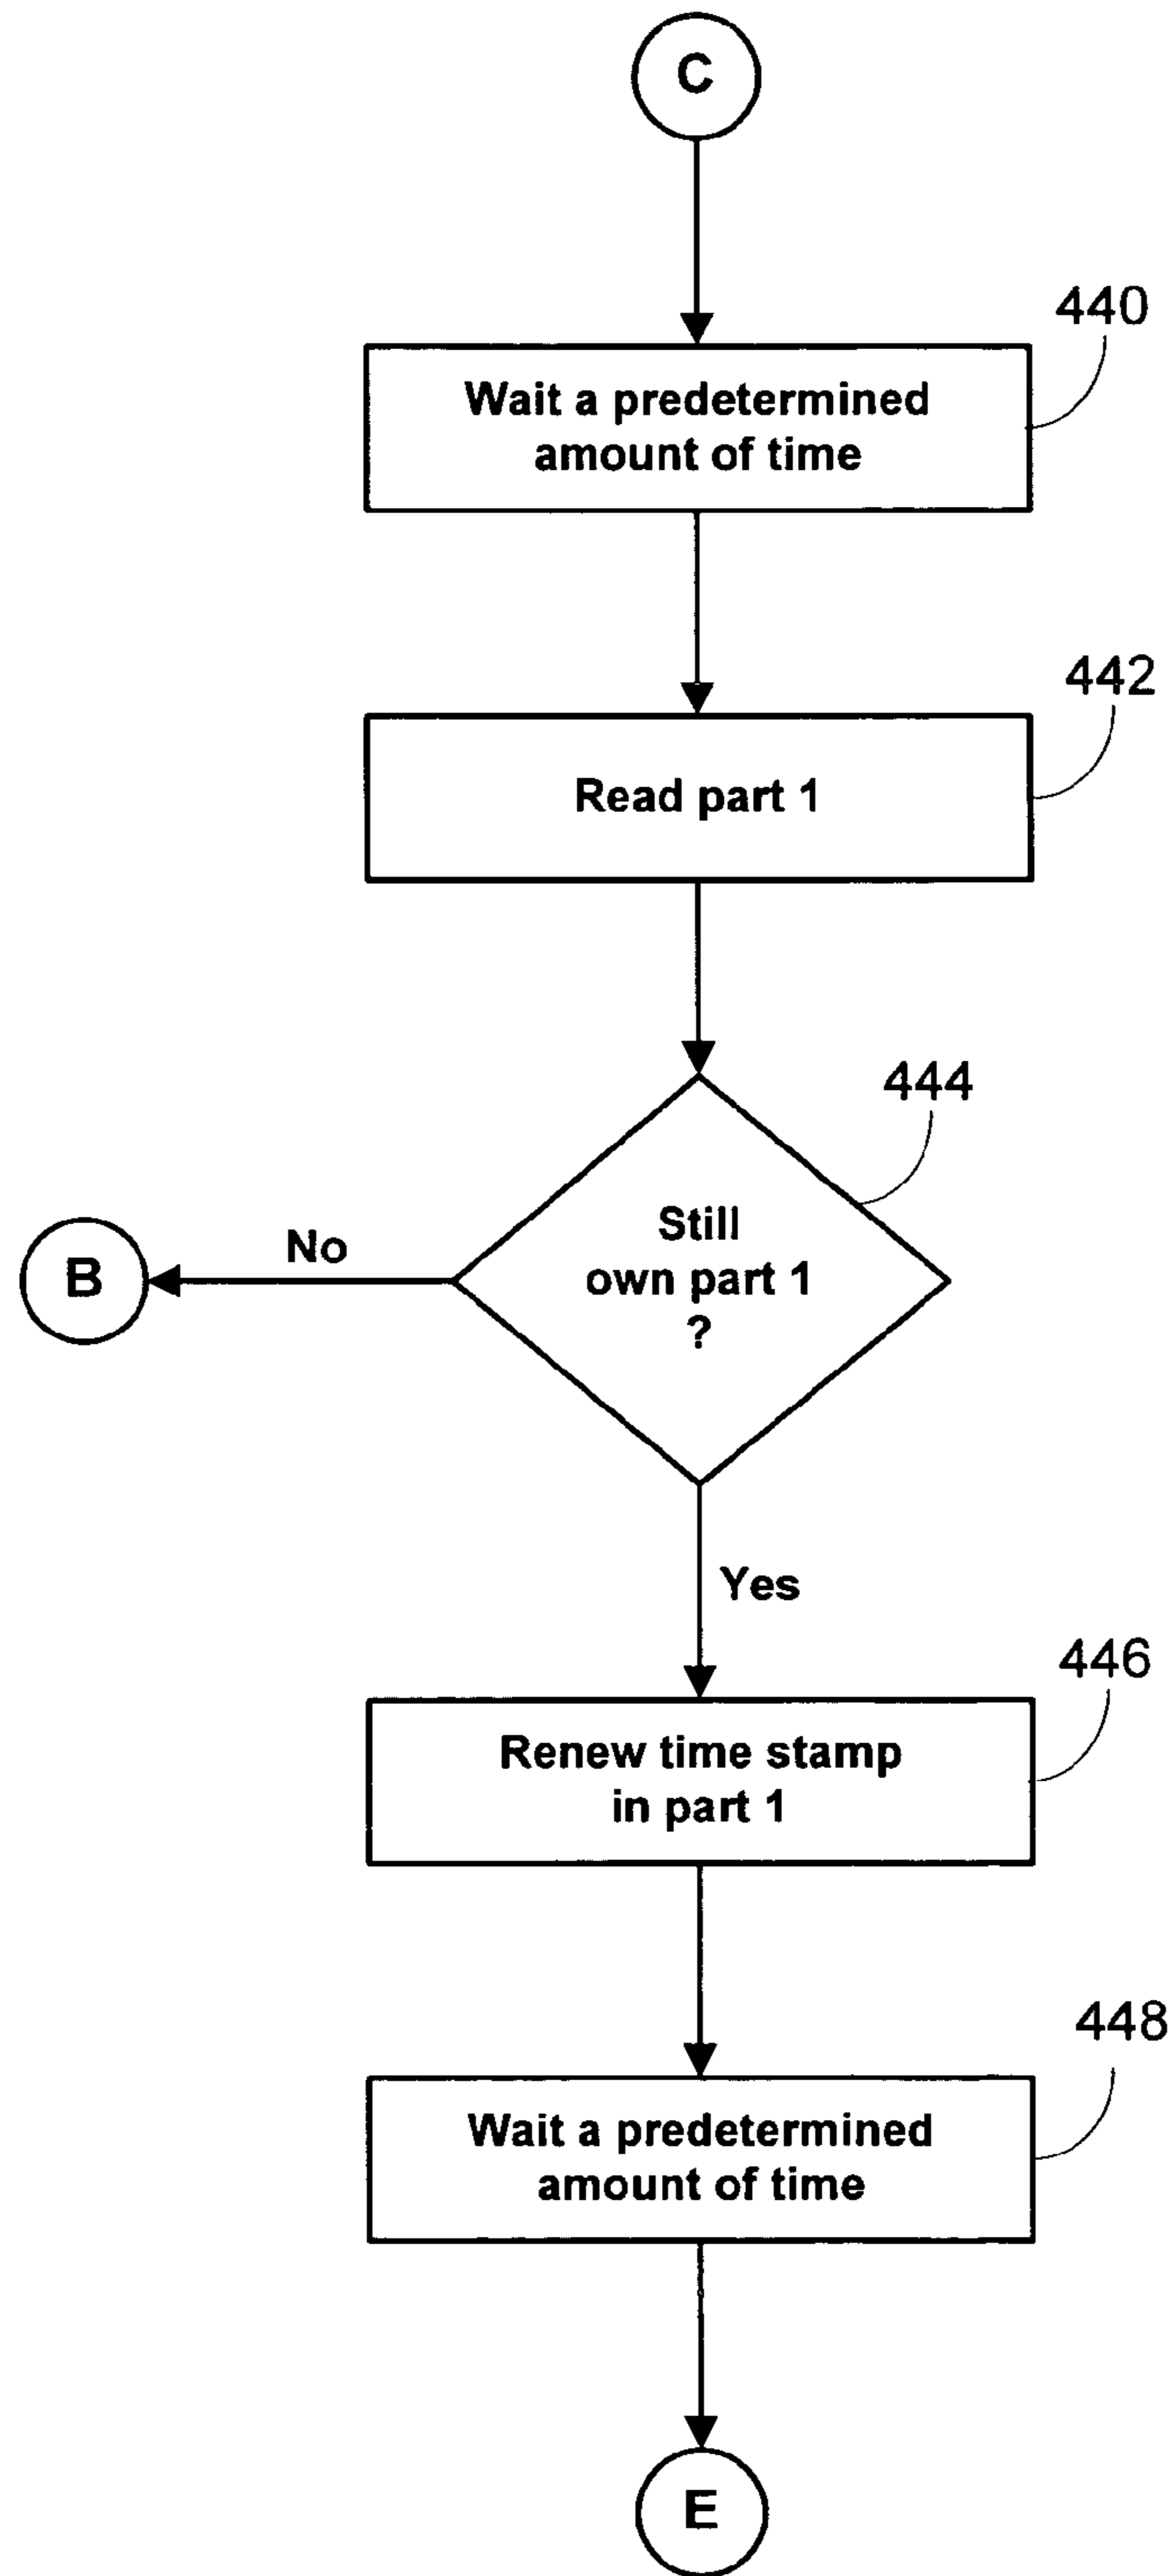 C
440
Wait a predetermined
amount of time
442
Read part 1
444
Still
own part 1
?
No
B
Yes
446
Renew time stamp
in part 1
448
Wait a predetermined
amount of time
E